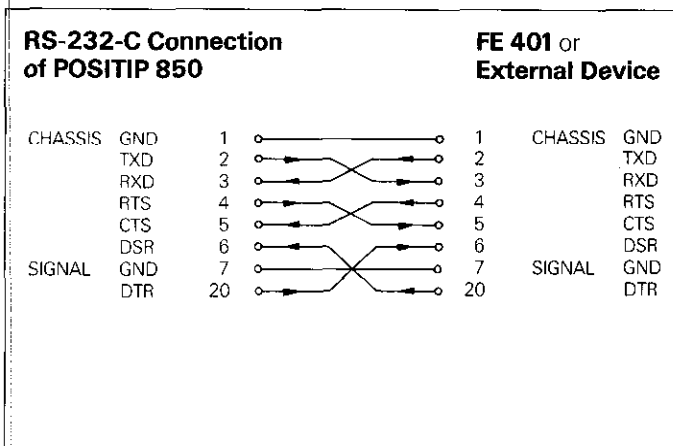 RS-232-C Connection of POSITIP 850
FE 401 or External Device
CHASSIS GND 1 1 CHASSIS GND
TXD 2 2 TXD
RXD 3 3 RXD
RTS 4 4 RTS
CTS 5 5 CTS
DSR 6 6 DSR
SIGNAL GND 7 7 SIGNAL GND
DTR 20 20 DTR